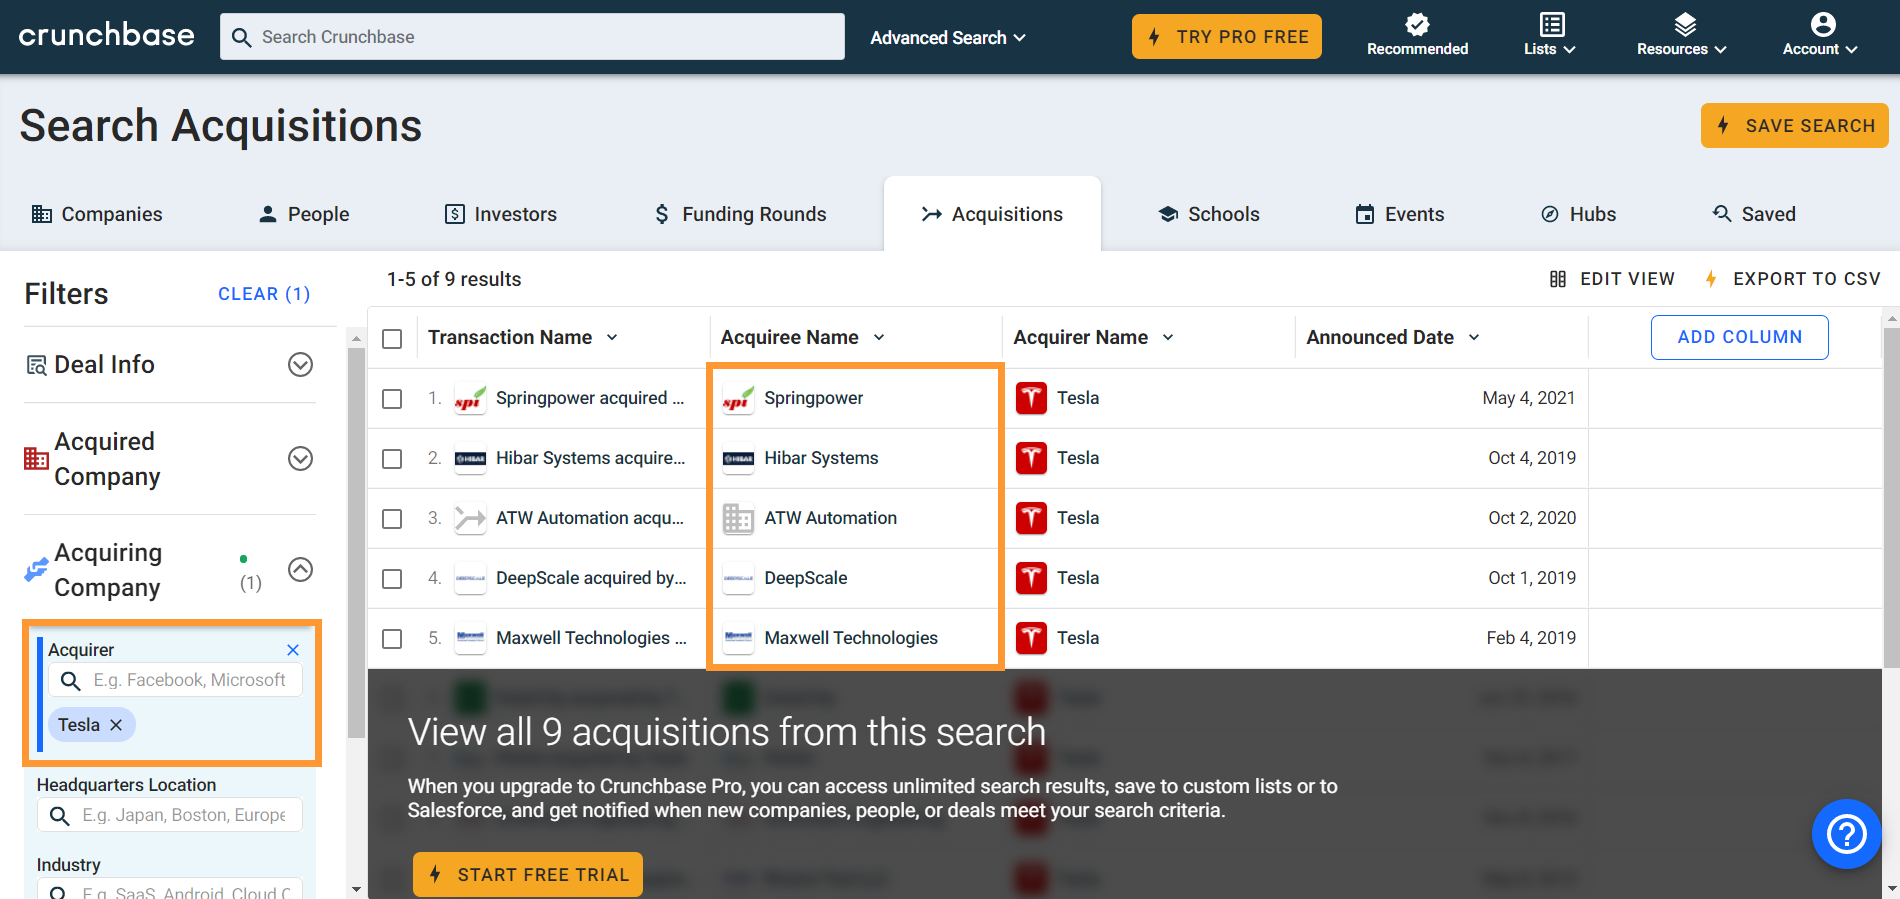 crunchbase
Search Crunchbase
Advanced Search
TRY PRO FREE
Recommended
Lists
Resources
Account
Search Acquisitions
SAVE SEARCH
Companies
People
Investors
Funding Rounds
Acquisitions
Schools
Events
Hubs
Saved
Filters
CLEAR (1)
1-5 of 9 results
EDIT VIEW
EXPORT TO CSV
Deal Info
Acquired
Company
Acquiring
Company
(1)
Acquirer
E.g. Facebook, Microsoft
Tesla
Headquarters Location
E.g. Japan, Boston, Europe
Industry
E.g. SaaS, Android, Cloud C
Transaction Name
Acquiree Name
Acquirer Name
Announced Date
ADD COLUMN
1. spi Springpower acquired ... spi Springpower Tesla May 4, 2021
2. HIBAR Hibar Systems acquire... HIBAR Hibar Systems Tesla Oct 4, 2019
3. ATW Automation acqu... ATW Automation Tesla Oct 2, 2020
4. DEEPSCALE DeepScale acquired by... DEEPSCALE DeepScale Tesla Oct 1, 2019
5. Maxwell Maxwell Technologies ... Maxwell Maxwell Technologies Tesla Feb 4, 2019
View all 9 acquisitions from this search
When you upgrade to Crunchbase Pro, you can access unlimited search results, save to custom lists or to
Salesforce, and get notified when new companies, people, or deals meet your search criteria.
START FREE TRIAL